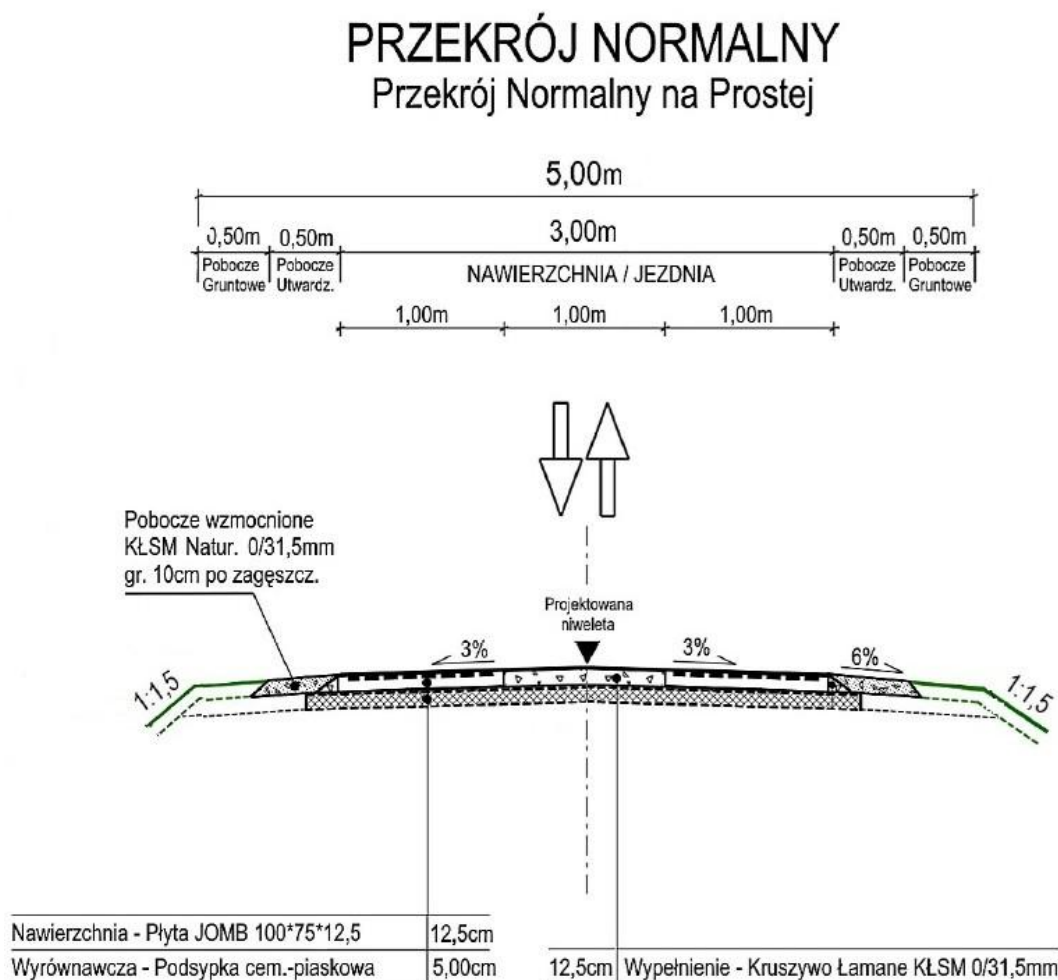 PRZEKRÓJ NORMALNY
Przekrój Normalny na Prostej
5,00m
0,50m 0,50m 3,00m 0,50m 0,50m
Pobocze Gruntowe
Pobocze Utwardz.
NAWIERZCHNIA / JEZDNIA
Pobocze Utwardz.
Pobocze Gruntowe
1,00m 1,00m 1,00m
Pobocze wzmocnione
KŁSM Natur. 0/31,5mm
gr. 10cm po zagęszcz.
Projektowana
niweleta
3% 3% 6%
1:1,5 1:1,5
Nawierzchnia - Płyta JOMB 100*75*12,5 12,5cm
Wyrównawcza - Podsypka cem.-piaskowa 5,00cm
12,5cm Wypełnienie - Kruszywo Łamane KŁSM 0/31,5mm